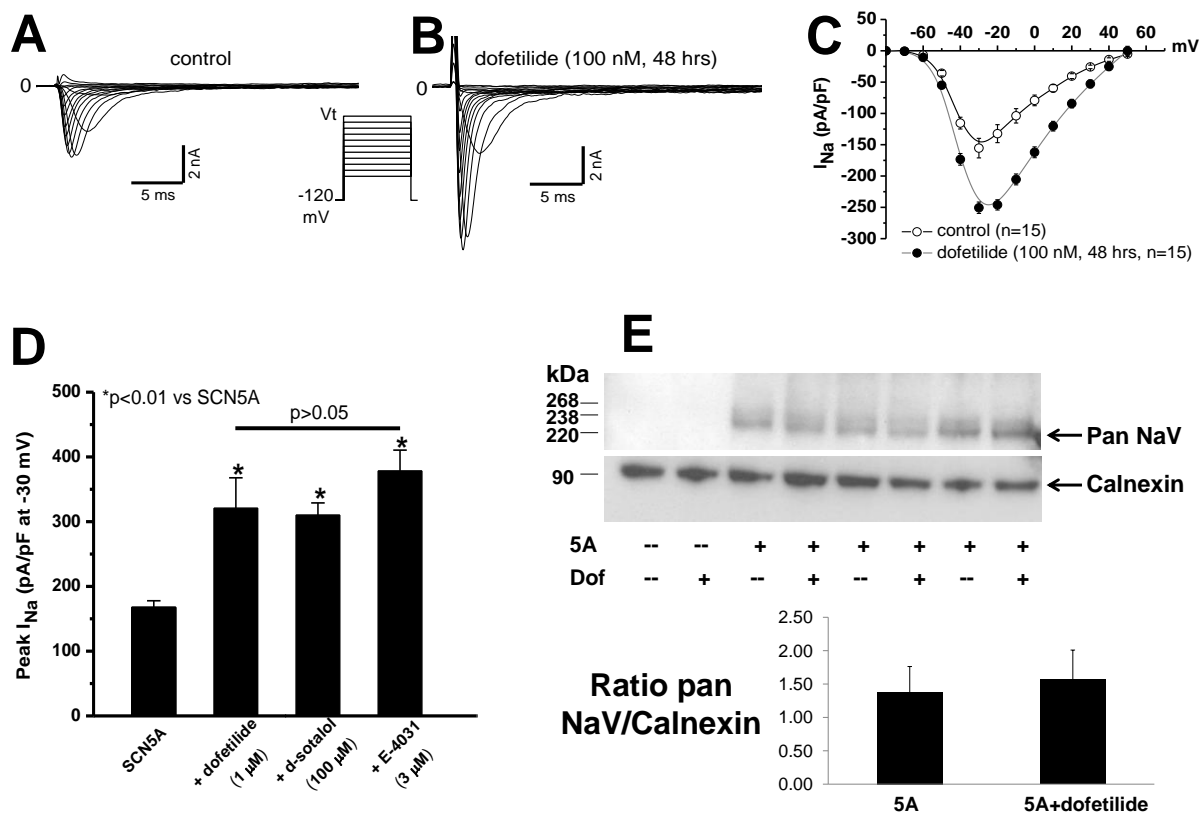 A
control
0
5 ms
2 nA
Vt
-120
mV
B
dofetilide (100 nM, 48 hrs)
0
5 ms
2 nA
C
-60 -40 -20 0 20 40 60
mV
0
-50
-100
-150
-200
-250
-300
I_Na (pA/pF)
control (n=15)
dofetilide (100 nM, 48 hrs, n=15)
D
*p<0.01 vs SCN5A
p>0.05
500
400
300
200
100
0
Peak I_Na (pA/pF at -30 mV)
* * *
SCN5A
+ dofetilide
(1 µM)
+ d-sotalol
(100 µM)
+ E-4031
(3 µM)
E
kDa
268
238
220
90
Pan NaV
Calnexin
5A -- -- + + + + + +
Dof -- + -- + -- + -- +
Ratio pan
NaV/Calnexin
2.50
2.00
1.50
1.00
0.50
0.00
5A 5A+dofetilide